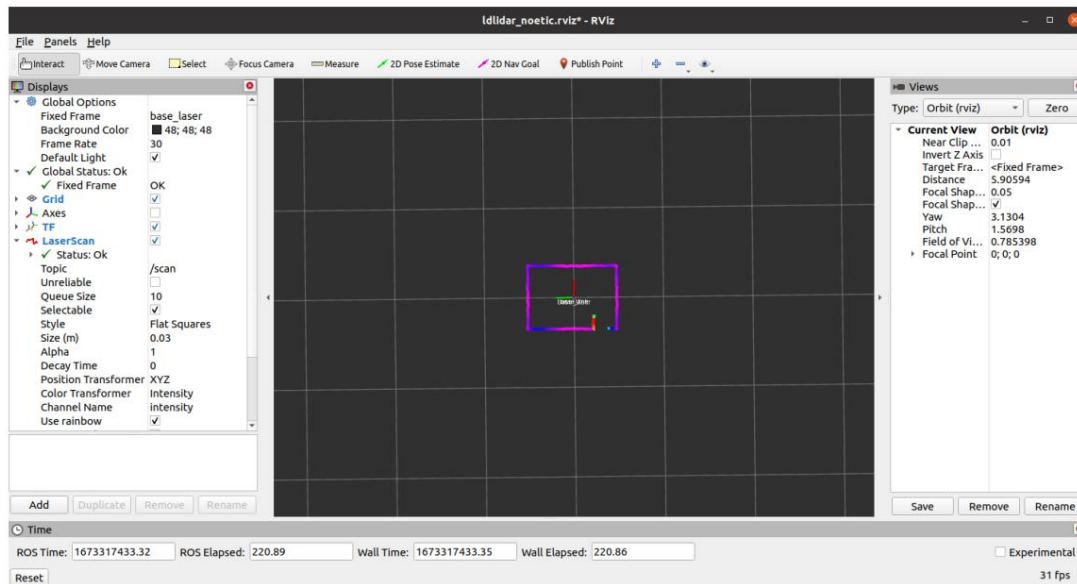 ldlidar_noetic.rviz* - RViz
File Panels Help
Interact Move Camera Select Focus Camera Measure 2D Pose Estimate 2D Nav Goal Publish Point
Displays
Global Options
Fixed Frame base_laser
Background Color 48; 48; 48
Frame Rate 30
Default Light
Global Status: Ok
Fixed Frame OK
Grid
Axes
TF
LaserScan
Status: Ok
Topic /scan
Unreliable
Queue Size 10
Selectable
Style Flat Squares
Size (m) 0.03
Alpha 1
Decay Time 0
Position Transformer XYZ
Color Transformer Intensity
Channel Name intensity
Use rainbow
Add Duplicate Remove Rename
Views
Type: Orbit (rviz) Zero
Current View Orbit (rviz)
Near Clip ... 0.01
Invert Z Axis
Target Fra... <Fixed Frame>
Distance 5.90594
Focal Shap... 0.05
Focal Shap...
Yaw 3.1304
Pitch 1.5698
Field of Vi... 0.785398
Focal Point 0; 0; 0
Save Remove Rename
Time
ROS Time: 1673317433.32 ROS Elapsed: 220.89 Wall Time: 1673317433.35 Wall Elapsed: 220.86 Experimental
Reset 31 fps